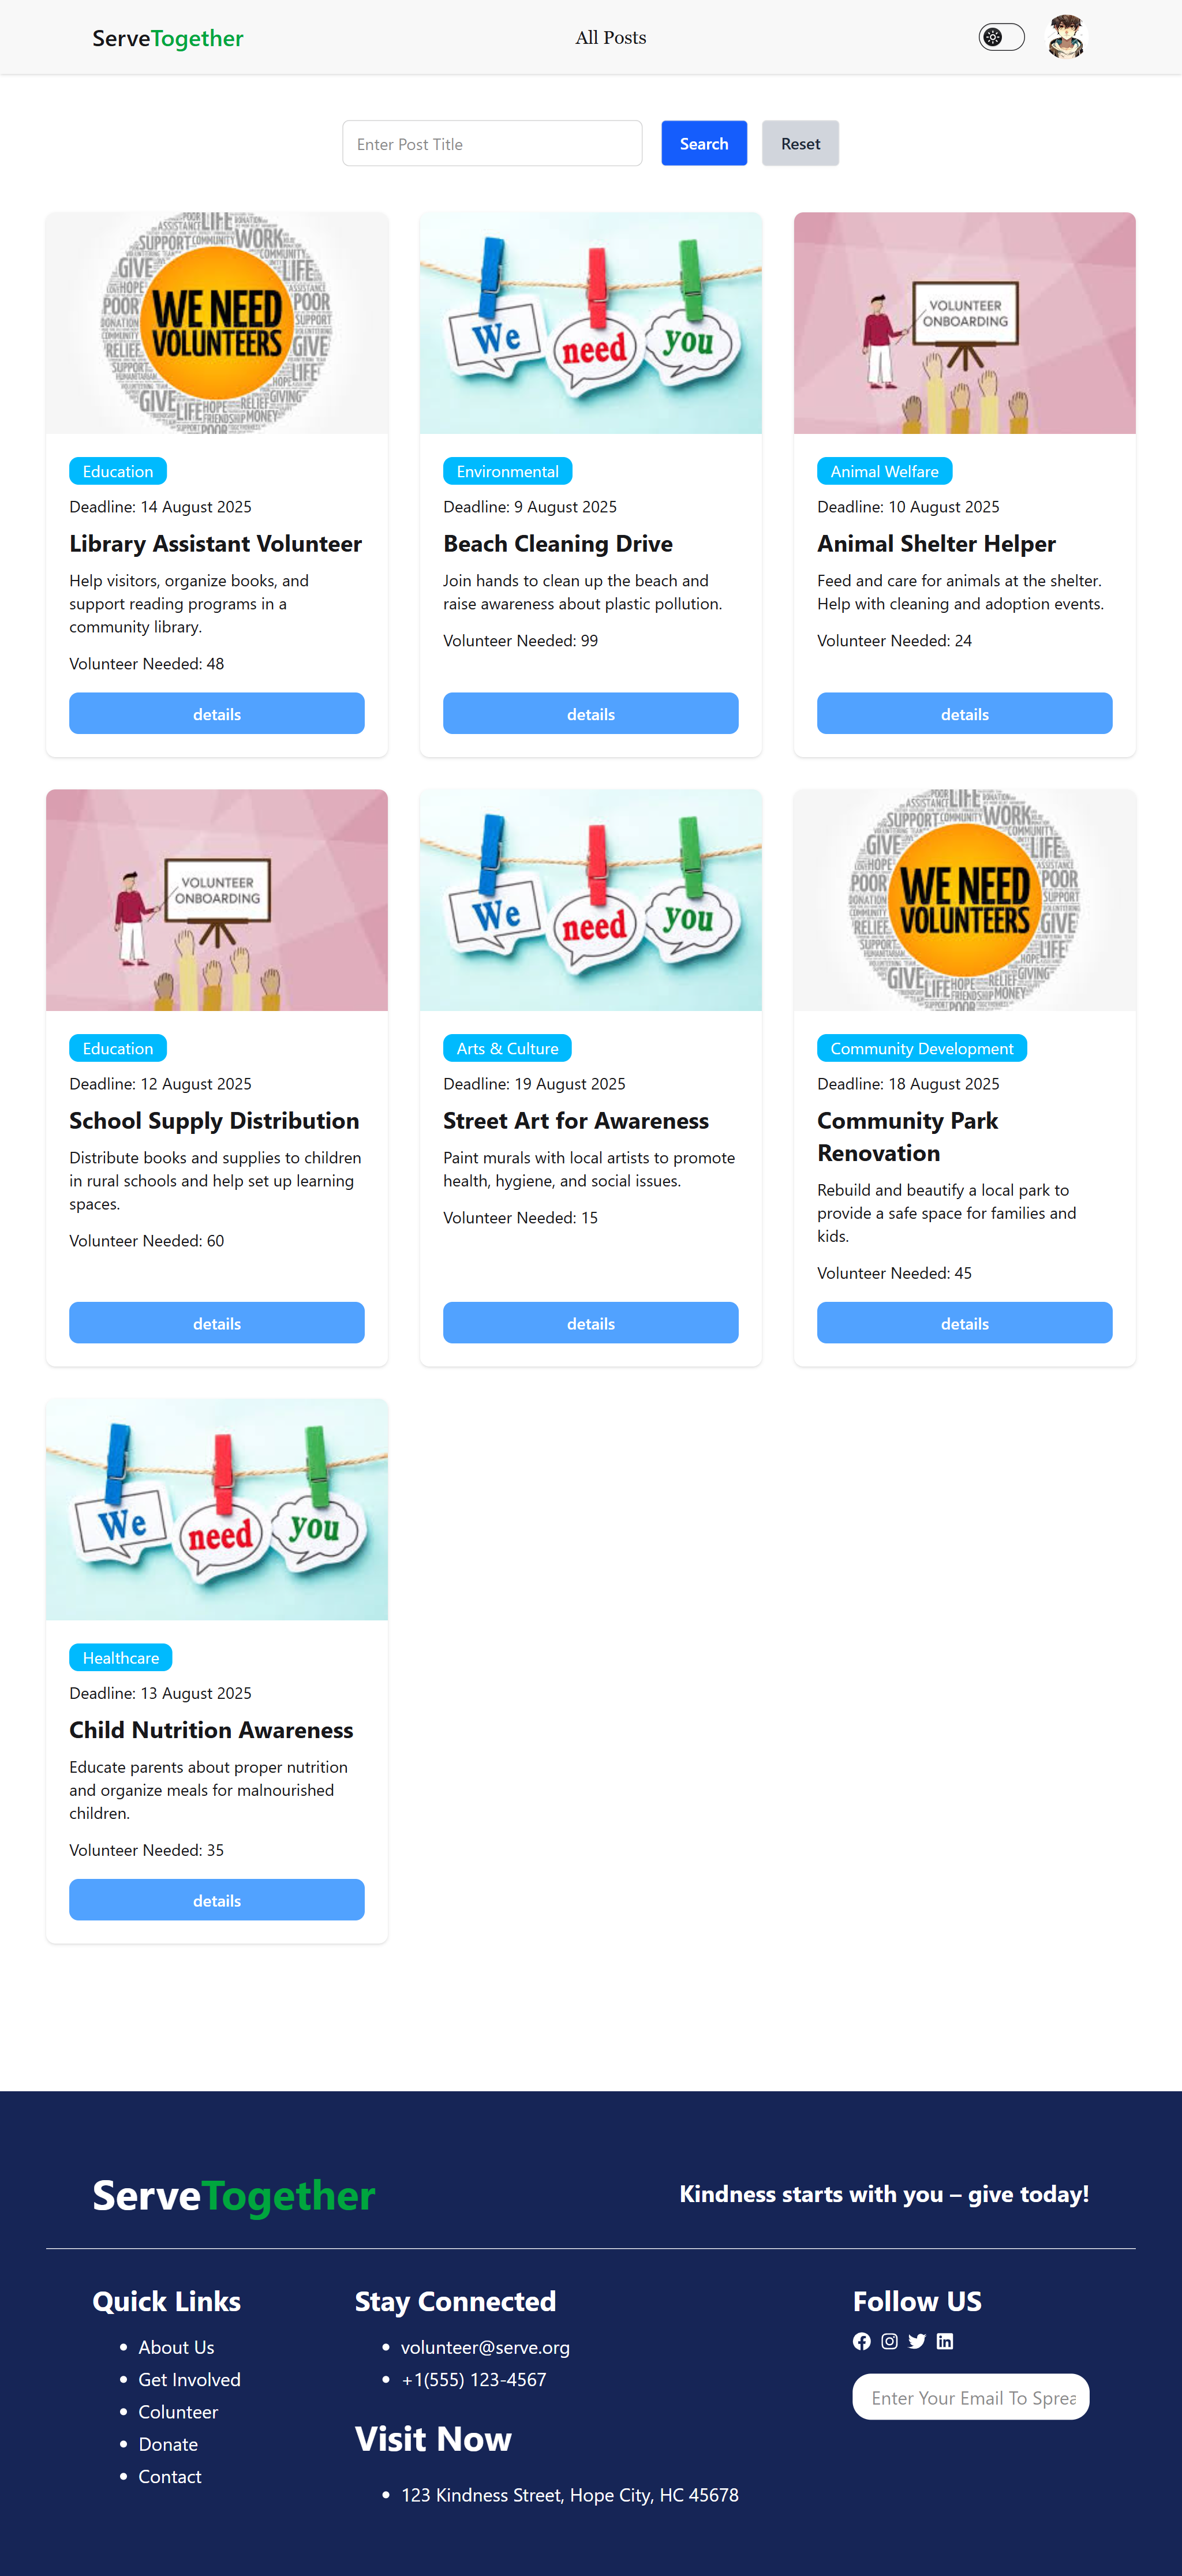 ServeTogether
All Posts
Enter Post Title
Search
Reset
WE NEED
VOLUNTEERS
We
need
you
VOLUNTEER
ONBOARDING
Education
Deadline: 14 August 2025
Library Assistant Volunteer
Help visitors, organize books, and
support reading programs in a
community library.
Volunteer Needed: 48
details
Environmental
Deadline: 9 August 2025
Beach Cleaning Drive
Join hands to clean up the beach and
raise awareness about plastic pollution.
Volunteer Needed: 99
details
Animal Welfare
Deadline: 10 August 2025
Animal Shelter Helper
Feed and care for animals at the shelter.
Help with cleaning and adoption events.
Volunteer Needed: 24
details
VOLUNTEER
ONBOARDING
Education
Deadline: 12 August 2025
School Supply Distribution
Distribute books and supplies to children
in rural schools and help set up learning
spaces.
Volunteer Needed: 60
details
We
need
you
Arts & Culture
Deadline: 19 August 2025
Street Art for Awareness
Paint murals with local artists to promote
health, hygiene, and social issues.
Volunteer Needed: 15
details
WE NEED
VOLUNTEERS
Community Development
Deadline: 18 August 2025
Community Park
Renovation
Rebuild and beautify a local park to
provide a safe space for families and
kids.
Volunteer Needed: 45
details
We
need
you
Healthcare
Deadline: 13 August 2025
Child Nutrition Awareness
Educate parents about proper nutrition
and organize meals for malnourished
children.
Volunteer Needed: 35
details
ServeTogether
Kindness starts with you – give today!
Quick Links
About Us
Get Involved
Colunteer
Donate
Contact
Stay Connected
volunteer@serve.org
+1(555) 123-4567
Visit Now
123 Kindness Street, Hope City, HC 45678
Follow US
Enter Your Email To Sprea